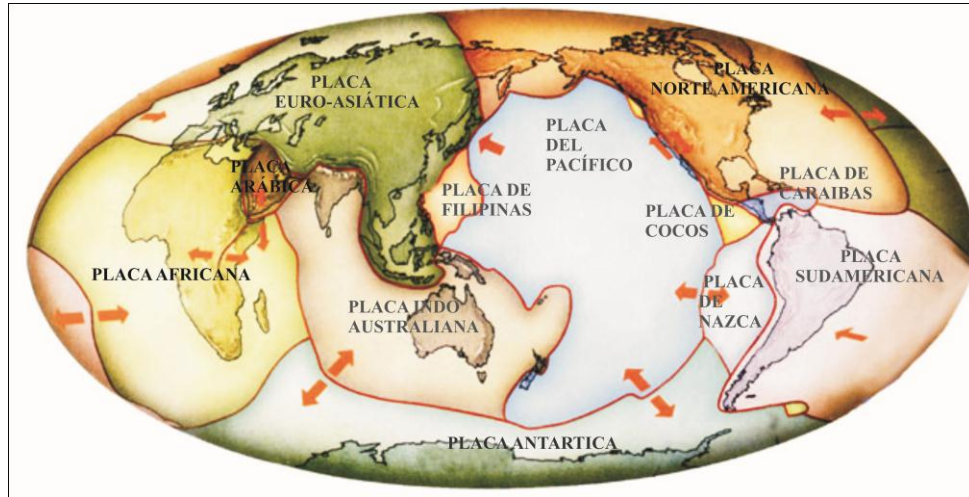 PLACA
EURO-ASIÁTICA
PLACA
NORTE AMERICANA
PLACA
DEL
PACÍFICO
PLACA
ARÁBICA
PLACA DE
FILIPINAS
PLACA DE
CARAIBAS
PLACA DE
COCOS
PLACA AFRICANA
PLACA
SUDAMERICANA
PLACA
DE
NAZCA
PLACA INDO
AUSTRALIANA
PLACA ANTARTICA